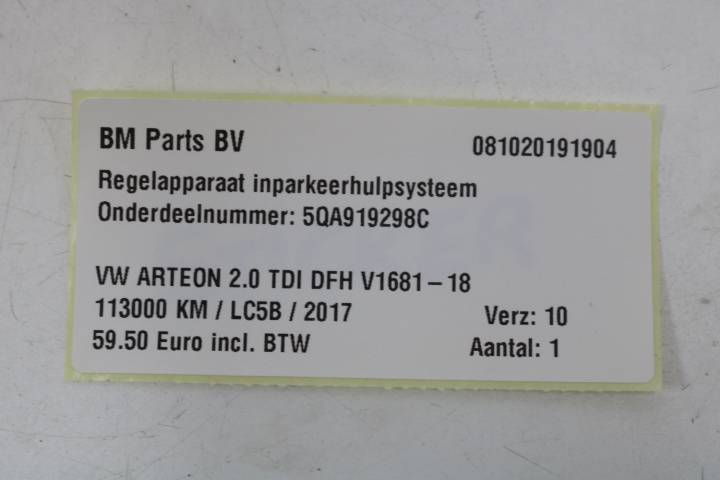 BM Parts BV 081020191904
Regelapparaat inparkeerhulpsysteem
Onderdeelnummer: 5QA919298C
VW ARTEON 2.0 TDI DFH V1681-18
113000 KM / LC5B / 2017 Verz: 10
59.50 Euro incl. BTW Aantal: 1